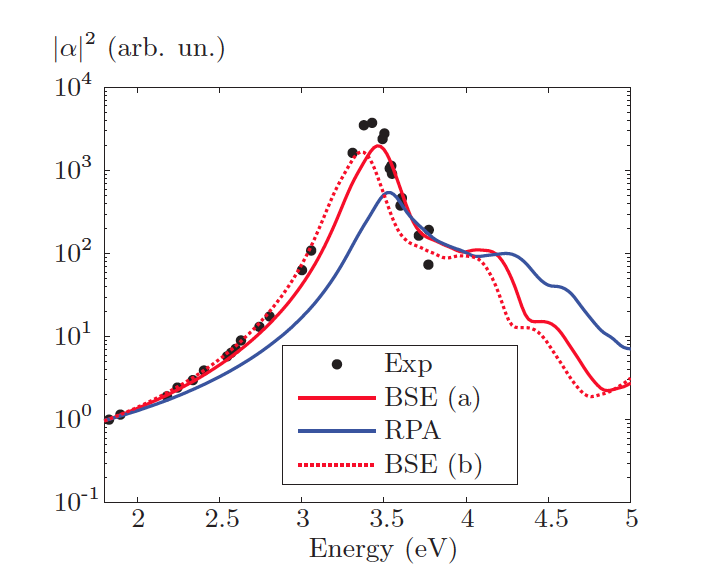 |α|² (arb. un.)
10⁴
10³
10²
10¹
10⁰
10⁻¹
Exp
BSE (a)
RPA
BSE (b)
2 2.5 3 3.5 4 4.5 5
Energy (eV)